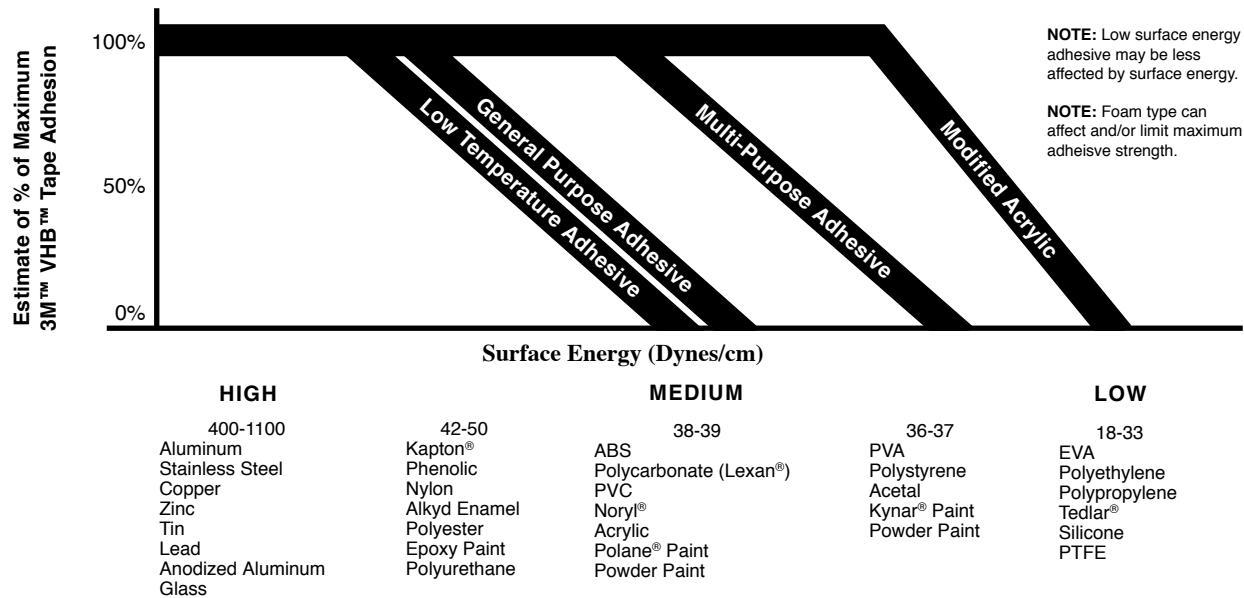 Estimate of % of Maximum
3M™ VHB™ Tape Adhesion
100%
50%
0%
Low Temperature Adhesive
General Purpose Adhesive
Multi-Purpose Adhesive
Modified Acrylic
NOTE: Low surface energy
adhesive may be less
affected by surface energy.
NOTE: Foam type can
affect and/or limit maximum
adheisve strength.
Surface Energy (Dynes/cm)
HIGH
400-1100
Aluminum
Stainless Steel
Copper
Zinc
Tin
Lead
Anodized Aluminum
Glass
42-50
Kapton®
Phenolic
Nylon
Alkyd Enamel
Polyester
Epoxy Paint
Polyurethane
MEDIUM
38-39
ABS
Polycarbonate (Lexan®)
PVC
Noryl®
Acrylic
Polane® Paint
Powder Paint
36-37
PVA
Polystyrene
Acetal
Kynar® Paint
Powder Paint
LOW
18-33
EVA
Polyethylene
Polypropylene
Tedlar®
Silicone
PTFE